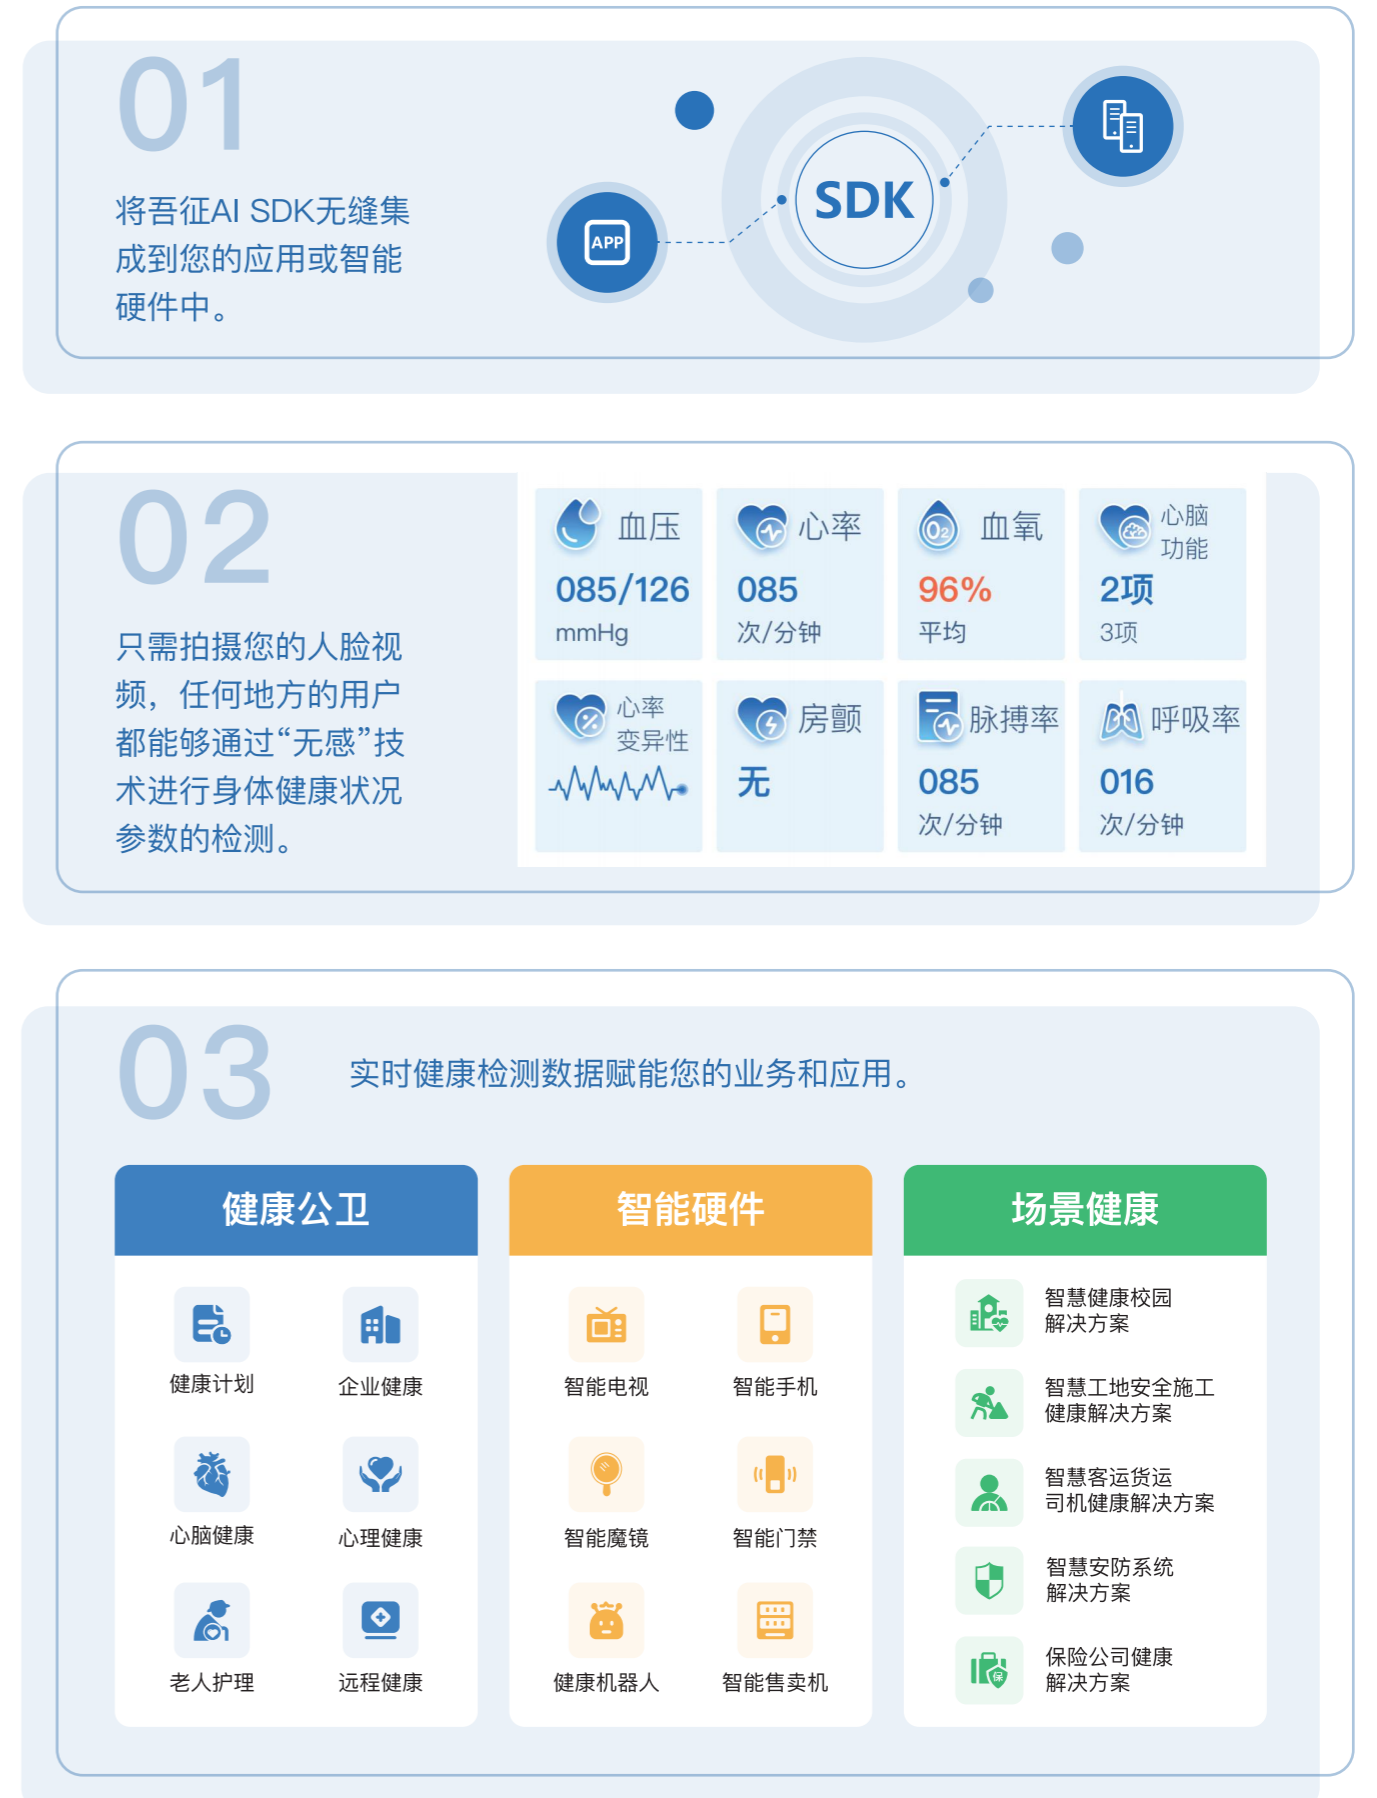 01
将吾征AI SDK无缝集
成到您的应用或智能
硬件中。
APP
SDK
02
只需拍摄您的人脸视
频，任何地方的用户
都能够通过“无感”技
术进行身体健康状况
参数的检测。
血压
085/126
mmHg
心率
085
次/分钟
O2
血氧
96%
平均
心脑
功能
2项
3项
心率
变异性
房颤
无
脉搏率
085
次/分钟
呼吸率
016
次/分钟
03
实时健康检测数据赋能您的业务和应用。
健康公卫
健康计划
企业健康
心脑健康
心理健康
老人护理
远程健康
智能硬件
智能电视
智能手机
智能魔镜
智能门禁
健康机器人
智能售卖机
场景健康
智慧健康校园
解决方案
智慧工地安全施工
健康解决方案
智慧客运货运
司机健康解决方案
智慧安防系统
解决方案
保
保险公司健康
解决方案